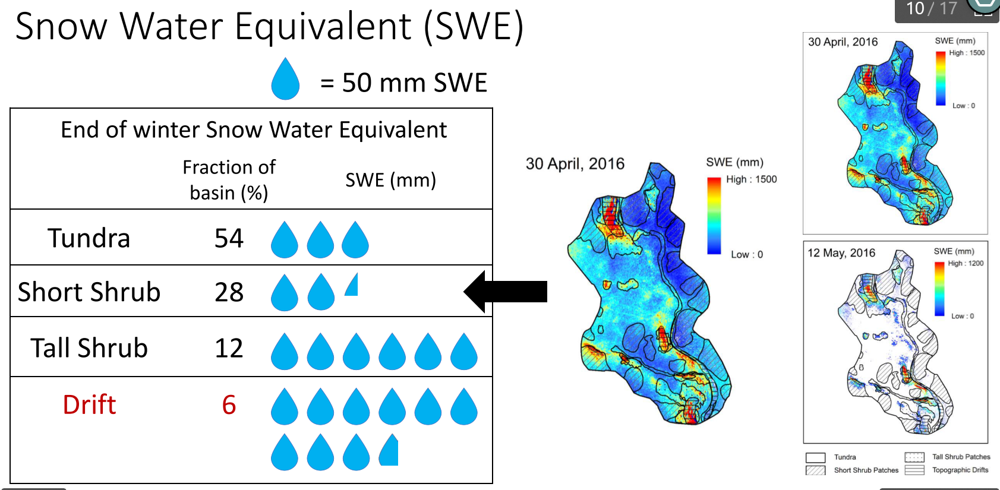 Snow Water Equivalent (SWE)
10 / 17
= 50 mm SWE
End of winter Snow Water Equivalent
Fraction of
basin (%)
SWE (mm)
Tundra 54
Short Shrub 28
Tall Shrub 12
Drift 6
30 April, 2016
SWE (mm)
High : 1500
Low : 0
30 April, 2016
SWE (mm)
High : 1500
Low : 0
12 May, 2016
SWE (mm)
High : 1200
Low : 0
Tundra
Tall Shrub Patches
Short Shrub Patches
Topographic Drifts